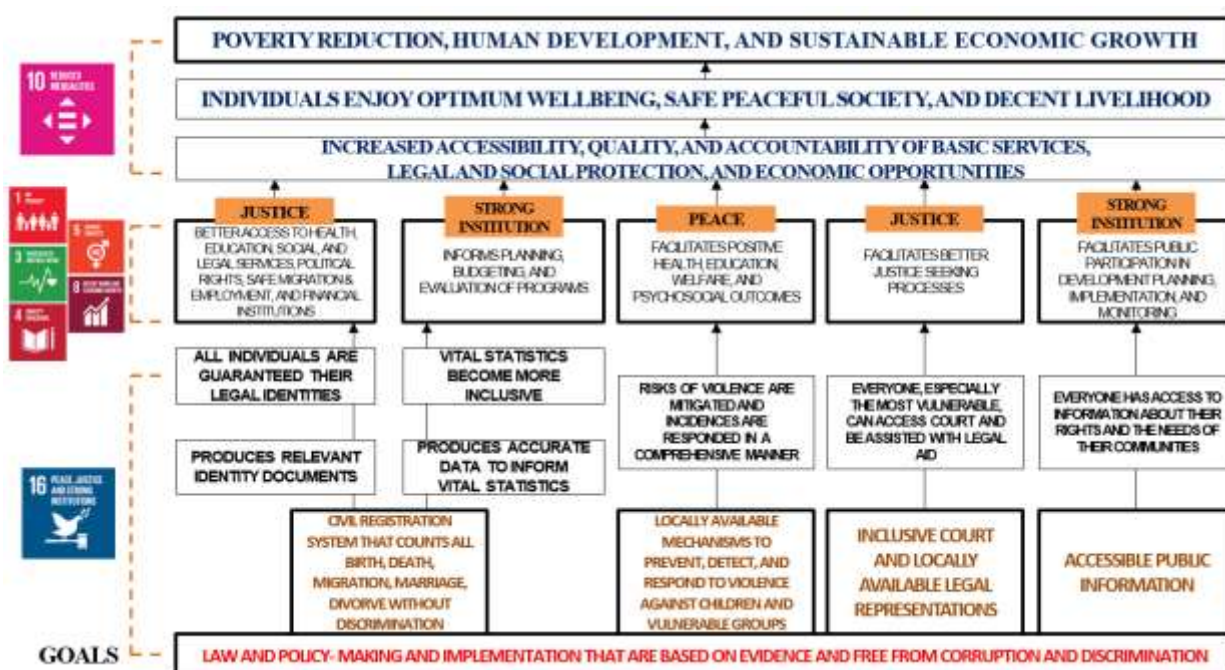 POVERTY REDUCTION, HUMAN DEVELOPMENT, AND SUSTAINABLE ECONOMIC GROWTH
10 REDUCED INEQUALITIES
INDIVIDUALS ENJOY OPTIMUM WELLBEING, SAFE PEACEFUL SOCIETY, AND DECENT LIVELIHOOD
INCREASED ACCESSIBILITY, QUALITY, AND ACCOUNTABILITY OF BASIC SERVICES,
LEGAL AND SOCIAL PROTECTION, AND ECONOMIC OPPORTUNITIES
1
5
3
8
4
JUSTICE
BETTER ACCESS TO HEALTH,
EDUCATION, SOCIAL, AND
LEGAL SERVICES, POLITICAL
RIGHTS, SAFE MIGRATION &
EMPLOYMENT, AND FINANCIAL
INSTITUTIONS
STRONG
INSTITUTION
INFORMS PLANNING,
BUDGETING, AND
EVALUATION OF PROGRAMS
PEACE
FACILITATES POSITIVE
HEALTH, EDUCATION,
WELFARE, AND
PSYCHOSOCIAL OUTCOMES
JUSTICE
FACILITATES BETTER
JUSTICE SEEKING
PROCESSES
STRONG
INSTITUTION
FACILITATES PUBLIC
PARTICIPATION IN
DEVELOPMENT PLANNING,
IMPLEMENTATION, AND
MONITORING
ALL INDIVIDUALS ARE
GUARANTEED THEIR
LEGAL IDENTITIES
VITAL STATISTICS
BECOME MORE
INCLUSIVE
RISKS OF VIOLENCE ARE
MITIGATED AND
INCIDENCES ARE
RESPONDED IN A
COMPREHENSIVE MANNER
EVERYONE, ESPECIALLY
THE MOST VULNERABLE,
CAN ACCESS COURT AND
BE ASSISTED WITH LEGAL
AID
EVERYONE HAS ACCESS TO
INFORMATION ABOUT THEIR
RIGHTS AND THE NEEDS OF
THEIR COMMUNITIES
PRODUCES RELEVANT
IDENTITY DOCUMENTS
PRODUCES ACCURATE
DATA TO INFORM
VITAL STATISTICS
16 PEACE, JUSTICE
AND STRONG
INSTITUTIONS
CIVIL REGISTRATION
SYSTEM THAT COUNTS ALL
BIRTH, DEATH,
MIGRATION, MARRIAGE,
DIVORVE WITHOUT
DISCRIMINATION
LOCALLY AVAILABLE
MECHANISMS TO
PREVENT, DETECT, AND
RESPOND TO VIOLENCE
AGAINST CHILDREN AND
VULNERABLE GROUPS
INCLUSIVE COURT
AND LOCALLY
AVAILABLE LEGAL
REPRESENTATIONS
ACCESSIBLE PUBLIC
INFORMATION
GOALS
LAW AND POLICY- MAKING AND IMPLEMENTATION THAT ARE BASED ON EVIDENCE AND FREE FROM CORRUPTION AND DISCRIMINATION